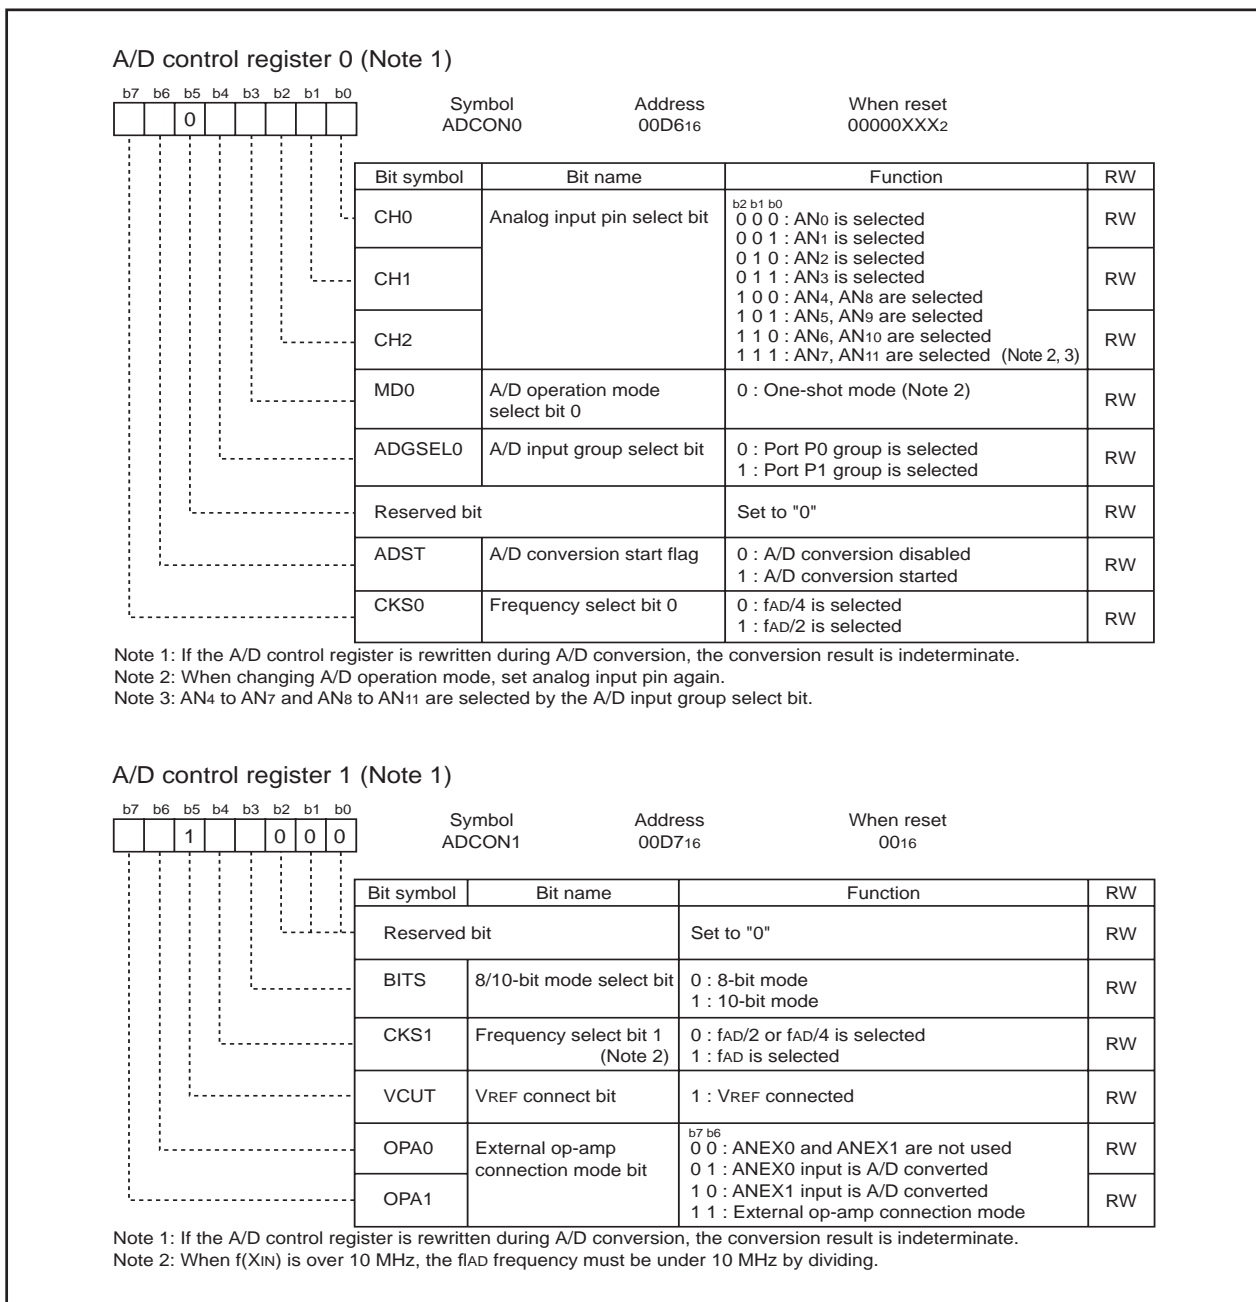 A/D control register 0 (Note 1)
b7 b6 b5 b4 b3 b2 b1 b0
0
Symbol Address When reset
ADCON0 00D616 00000XXX2
Bit symbol Bit name Function RW
CH0 Analog input pin select bit
b2 b1 b0
0 0 0 : AN0 is selected RW
0 0 1 : AN1 is selected
0 1 0 : AN2 is selected
CH1 0 1 1 : AN3 is selected RW
1 0 0 : AN4, AN8 are selected
1 0 1 : AN5, AN9 are selected
CH2 1 1 0 : AN6, AN10 are selected RW
1 1 1 : AN7, AN11 are selected (Note 2, 3)
MD0 A/D operation mode 0 : One-shot mode (Note 2) RW
select bit 0
ADGSEL0 A/D input group select bit 0 : Port P0 group is selected RW
1 : Port P1 group is selected
Reserved bit Set to "0" RW
ADST A/D conversion start flag 0 : A/D conversion disabled RW
1 : A/D conversion started
CKS0 Frequency select bit 0 0 : fAD/4 is selected RW
1 : fAD/2 is selected
Note 1: If the A/D control register is rewritten during A/D conversion, the conversion result is indeterminate.
Note 2: When changing A/D operation mode, set analog input pin again.
Note 3: AN4 to AN7 and AN8 to AN11 are selected by the A/D input group select bit.
A/D control register 1 (Note 1)
b7 b6 b5 b4 b3 b2 b1 b0
1 0 0 0
Symbol Address When reset
ADCON1 00D716 0016
Bit symbol Bit name Function RW
Reserved bit Set to "0" RW
BITS 8/10-bit mode select bit 0 : 8-bit mode RW
1 : 10-bit mode
CKS1 Frequency select bit 1 0 : fAD/2 or fAD/4 is selected RW
(Note 2) 1 : fAD is selected
VCUT VREF connect bit 1 : VREF connected RW
b7 b6
OPA0 External op-amp 0 0 : ANEX0 and ANEX1 are not used RW
connection mode bit 0 1 : ANEX0 input is A/D converted
OPA1 1 0 : ANEX1 input is A/D converted RW
1 1 : External op-amp connection mode
Note 1: If the A/D control register is rewritten during A/D conversion, the conversion result is indeterminate.
Note 2: When f(XIN) is over 10 MHz, the flAD frequency must be under 10 MHz by dividing.